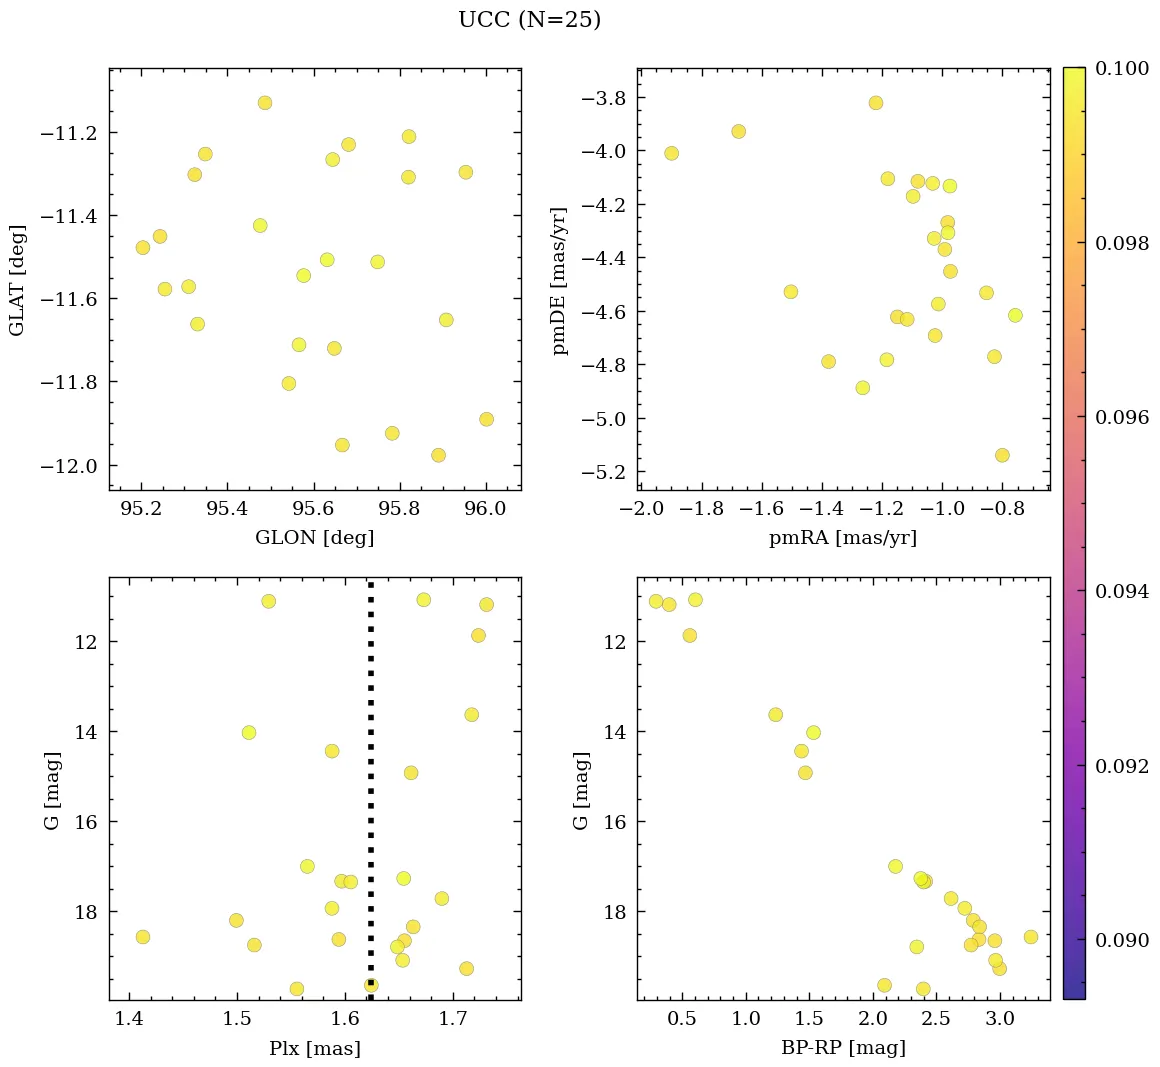 UCC (N=25)
−11.2
−11.4
−11.6
−11.8
−12.0
GLAT [deg]
95.2 95.4 95.6 95.8 96.0
GLON [deg]
−3.8
−4.0
−4.2
−4.4
−4.6
−4.8
−5.0
−5.2
pmDE [mas/yr]
−2.0 −1.8 −1.6 −1.4 −1.2 −1.0 −0.8
pmRA [mas/yr]
12
14
16
18
G [mag]
1.4 1.5 1.6 1.7
Plx [mas]
12
14
16
18
G [mag]
0.5 1.0 1.5 2.0 2.5 3.0
BP-RP [mag]
0.100
0.098
0.096
0.094
0.092
0.090